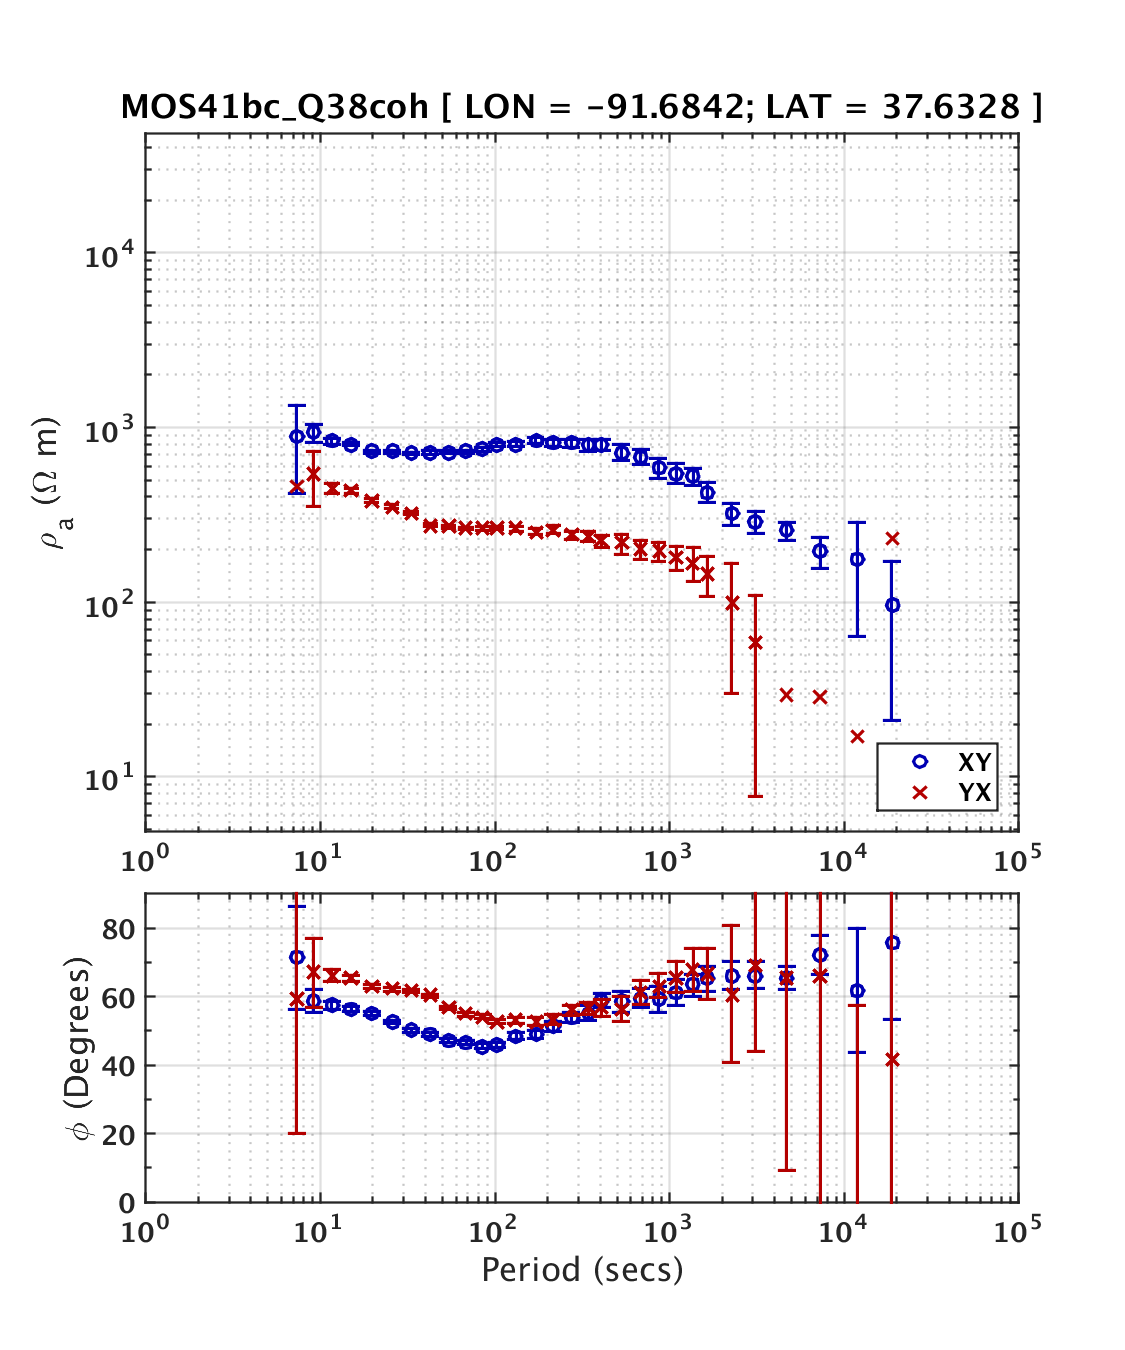 MOS41bc_Q38coh [ LON = -91.6842; LAT = 37.6328 ]
ρa (Ω m)
10^4
10^3
10^2
10^1
XY
YX
10^0 10^1 10^2 10^3 10^4 10^5
ϕ (Degrees)
80
60
40
20
0
10^0 10^1 10^2 10^3 10^4 10^5
Period (secs)